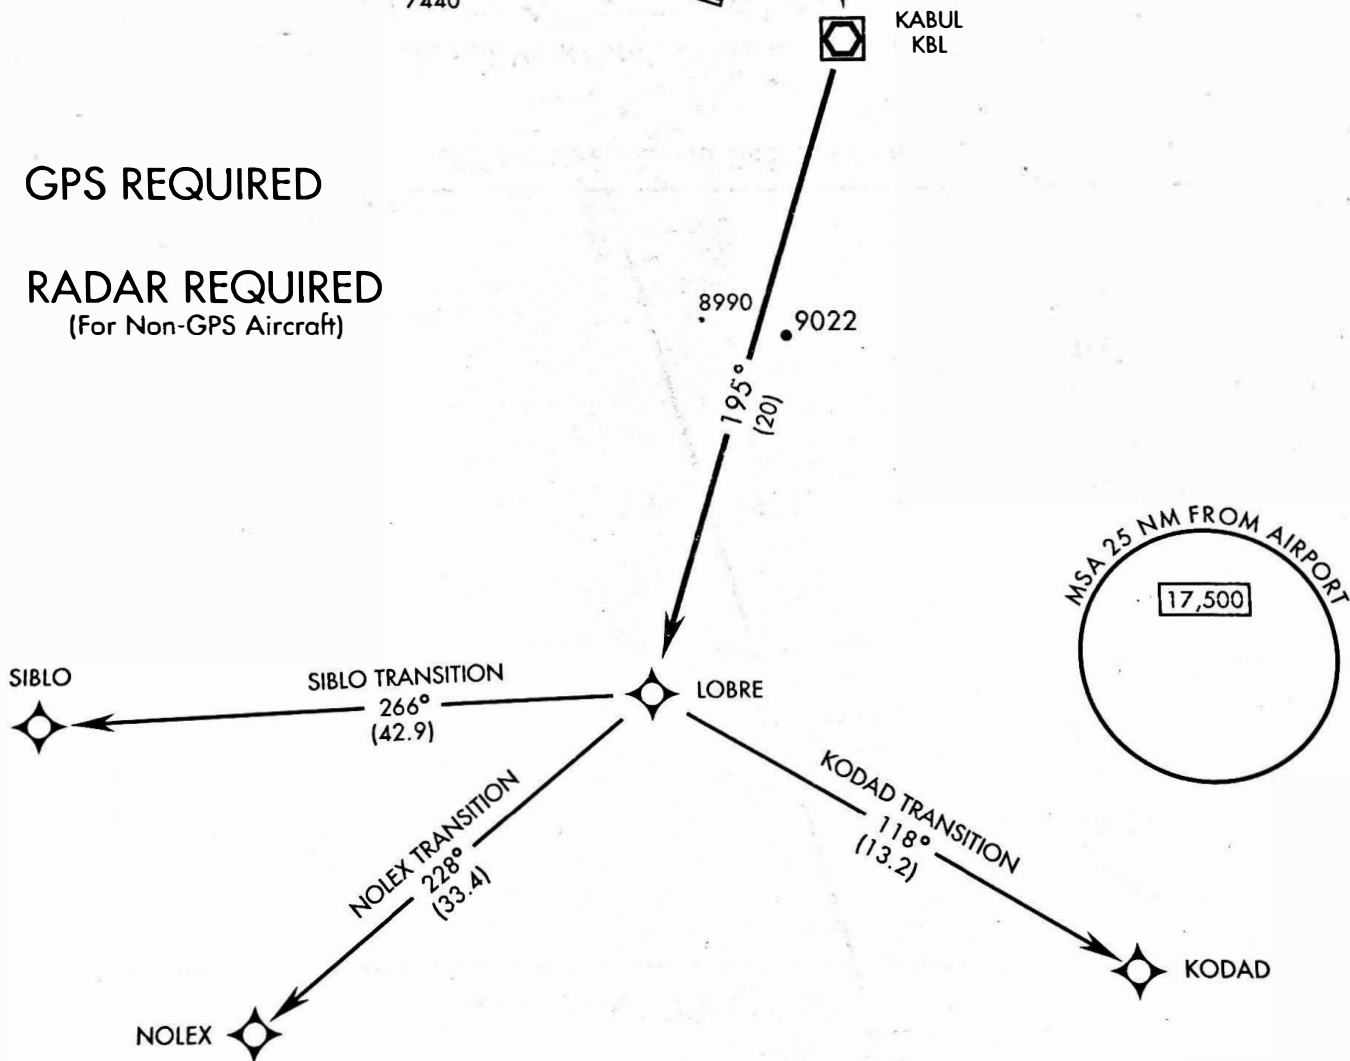 7440
KABUL
KBL
GPS REQUIRED
RADAR REQUIRED
(For Non-GPS Aircraft)
8990
9022
195°
(20)
MSA 25 NM FROM AIRPORT
17,500
SIBLO
SIBLO TRANSITION
266°
(42.9)
LOBRE
KODAD TRANSITION
118°
(13.2)
NOLEX TRANSITION
228°
(33.4)
KODAD
NOLEX